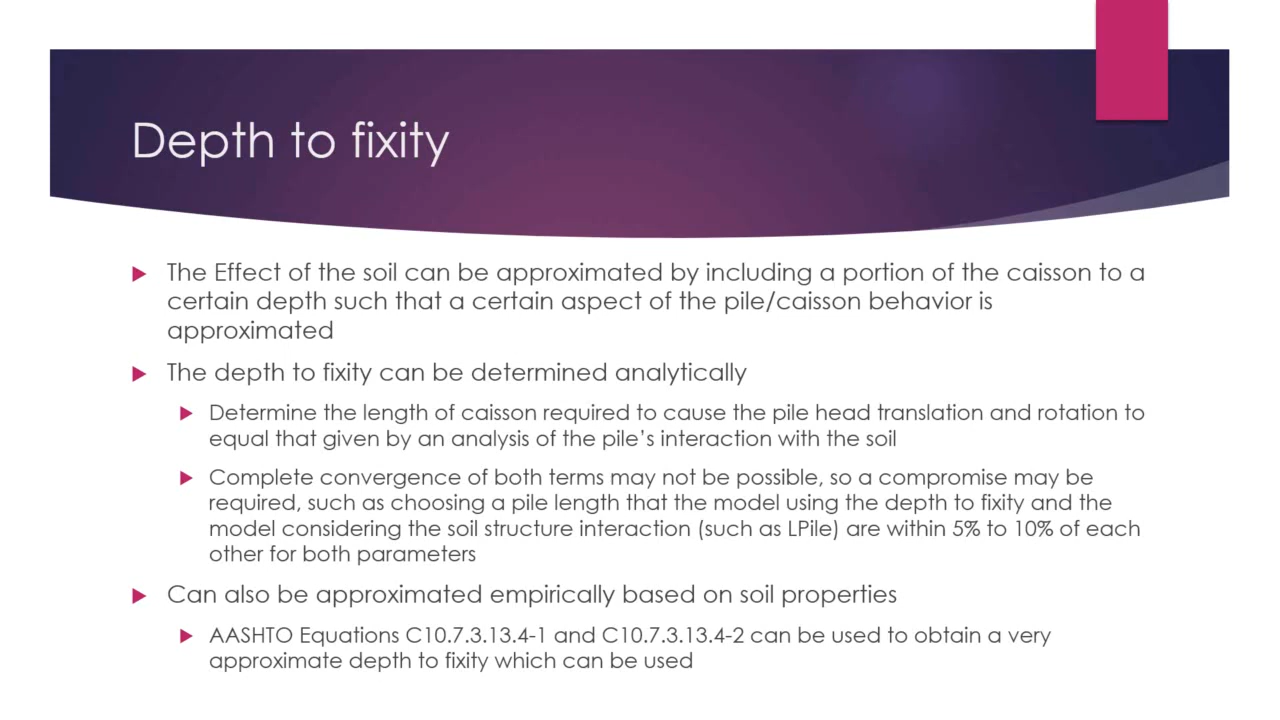 Depth to fixity
The Effect of the soil can be approximated by including a portion of the caisson to a
certain depth such that a certain aspect of the pile/caisson behavior is
approximated
The depth to fixity can be determined analytically
Determine the length of caisson required to cause the pile head translation and rotation to
equal that given by an analysis of the pile’s interaction with the soil
Complete convergence of both terms may not be possible, so a compromise may be
required, such as choosing a pile length that the model using the depth to fixity and the
model considering the soil structure interaction (such as LPile) are within 5% to 10% of each
other for both parameters
Can also be approximated empirically based on soil properties
AASHTO Equations C10.7.3.13.4-1 and C10.7.3.13.4-2 can be used to obtain a very
approximate depth to fixity which can be used